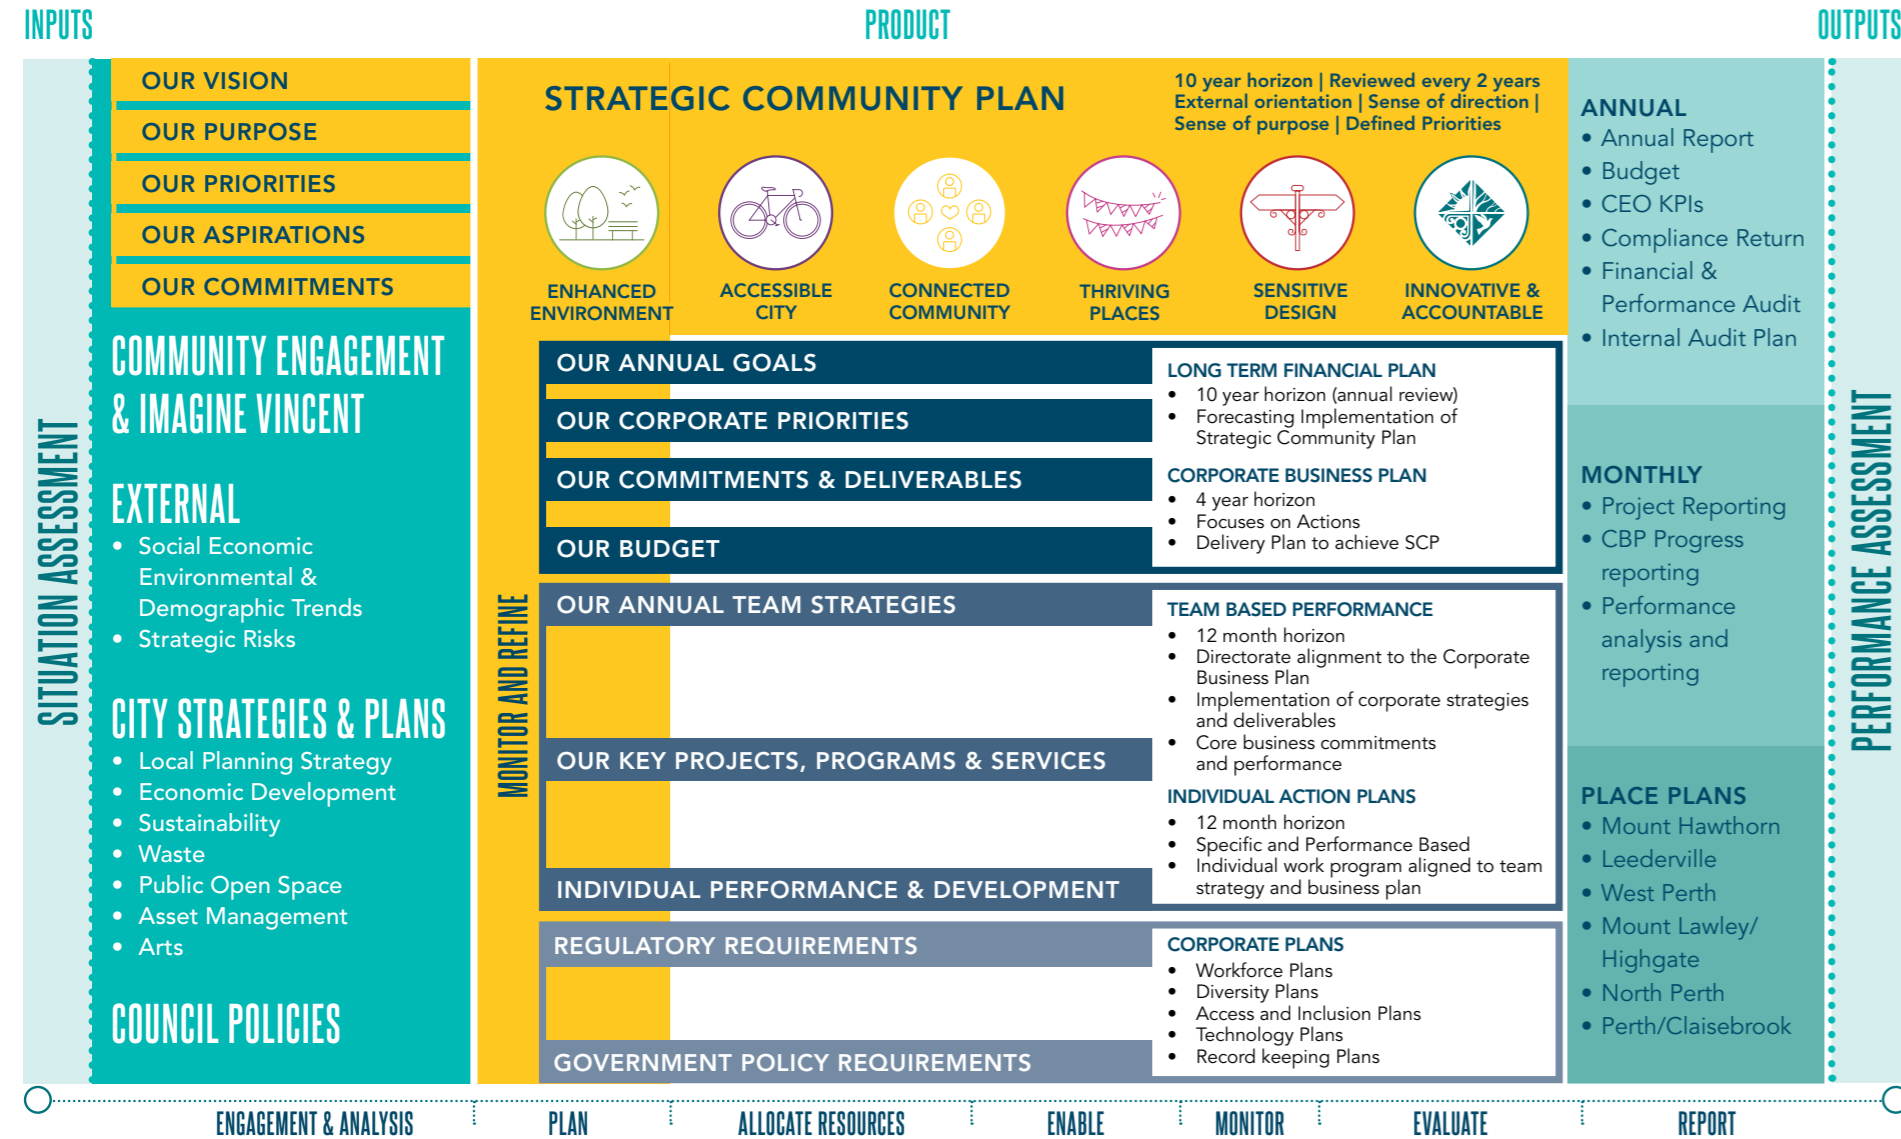 INPUTS
PRODUCT
OUTPUTS
SITUATION ASSESSMENT
OUR VISION
OUR PURPOSE
OUR PRIORITIES
OUR ASPIRATIONS
OUR COMMITMENTS
COMMUNITY ENGAGEMENT
& IMAGINE VINCENT
EXTERNAL
• Social Economic
Environmental &
Demographic Trends
• Strategic Risks
CITY STRATEGIES & PLANS
• Local Planning Strategy
• Economic Development
• Sustainability
• Waste
• Public Open Space
• Asset Management
• Arts
COUNCIL POLICIES
STRATEGIC COMMUNITY PLAN
10 year horizon | Reviewed every 2 years
External orientation | Sense of direction |
Sense of purpose | Defined Priorities
ENHANCED
ENVIRONMENT
ACCESSIBLE
CITY
CONNECTED
COMMUNITY
THRIVING
PLACES
SENSITIVE
DESIGN
INNOVATIVE &
ACCOUNTABLE
MONITOR AND REFINE
OUR ANNUAL GOALS
OUR CORPORATE PRIORITIES
OUR COMMITMENTS & DELIVERABLES
OUR BUDGET
LONG TERM FINANCIAL PLAN
• 10 year horizon (annual review)
• Forecasting Implementation of
Strategic Community Plan
CORPORATE BUSINESS PLAN
• 4 year horizon
• Focuses on Actions
• Delivery Plan to achieve SCP
OUR ANNUAL TEAM STRATEGIES
OUR KEY PROJECTS, PROGRAMS & SERVICES
INDIVIDUAL PERFORMANCE & DEVELOPMENT
TEAM BASED PERFORMANCE
• 12 month horizon
• Directorate alignment to the Corporate
Business Plan
• Implementation of corporate strategies
and deliverables
• Core business commitments
and performance
INDIVIDUAL ACTION PLANS
• 12 month horizon
• Specific and Performance Based
• Individual work program aligned to team
strategy and business plan
REGULATORY REQUIREMENTS
GOVERNMENT POLICY REQUIREMENTS
CORPORATE PLANS
• Workforce Plans
• Diversity Plans
• Access and Inclusion Plans
• Technology Plans
• Record keeping Plans
ANNUAL
• Annual Report
• Budget
• CEO KPIs
• Compliance Return
• Financial &
Performance Audit
• Internal Audit Plan
MONTHLY
• Project Reporting
• CBP Progress
reporting
• Performance
analysis and
reporting
PLACE PLANS
• Mount Hawthorn
• Leederville
• West Perth
• Mount Lawley/
Highgate
• North Perth
• Perth/Claisebrook
PERFORMANCE ASSESSMENT
ENGAGEMENT & ANALYSIS
PLAN
ALLOCATE RESOURCES
ENABLE
MONITOR
EVALUATE
REPORT